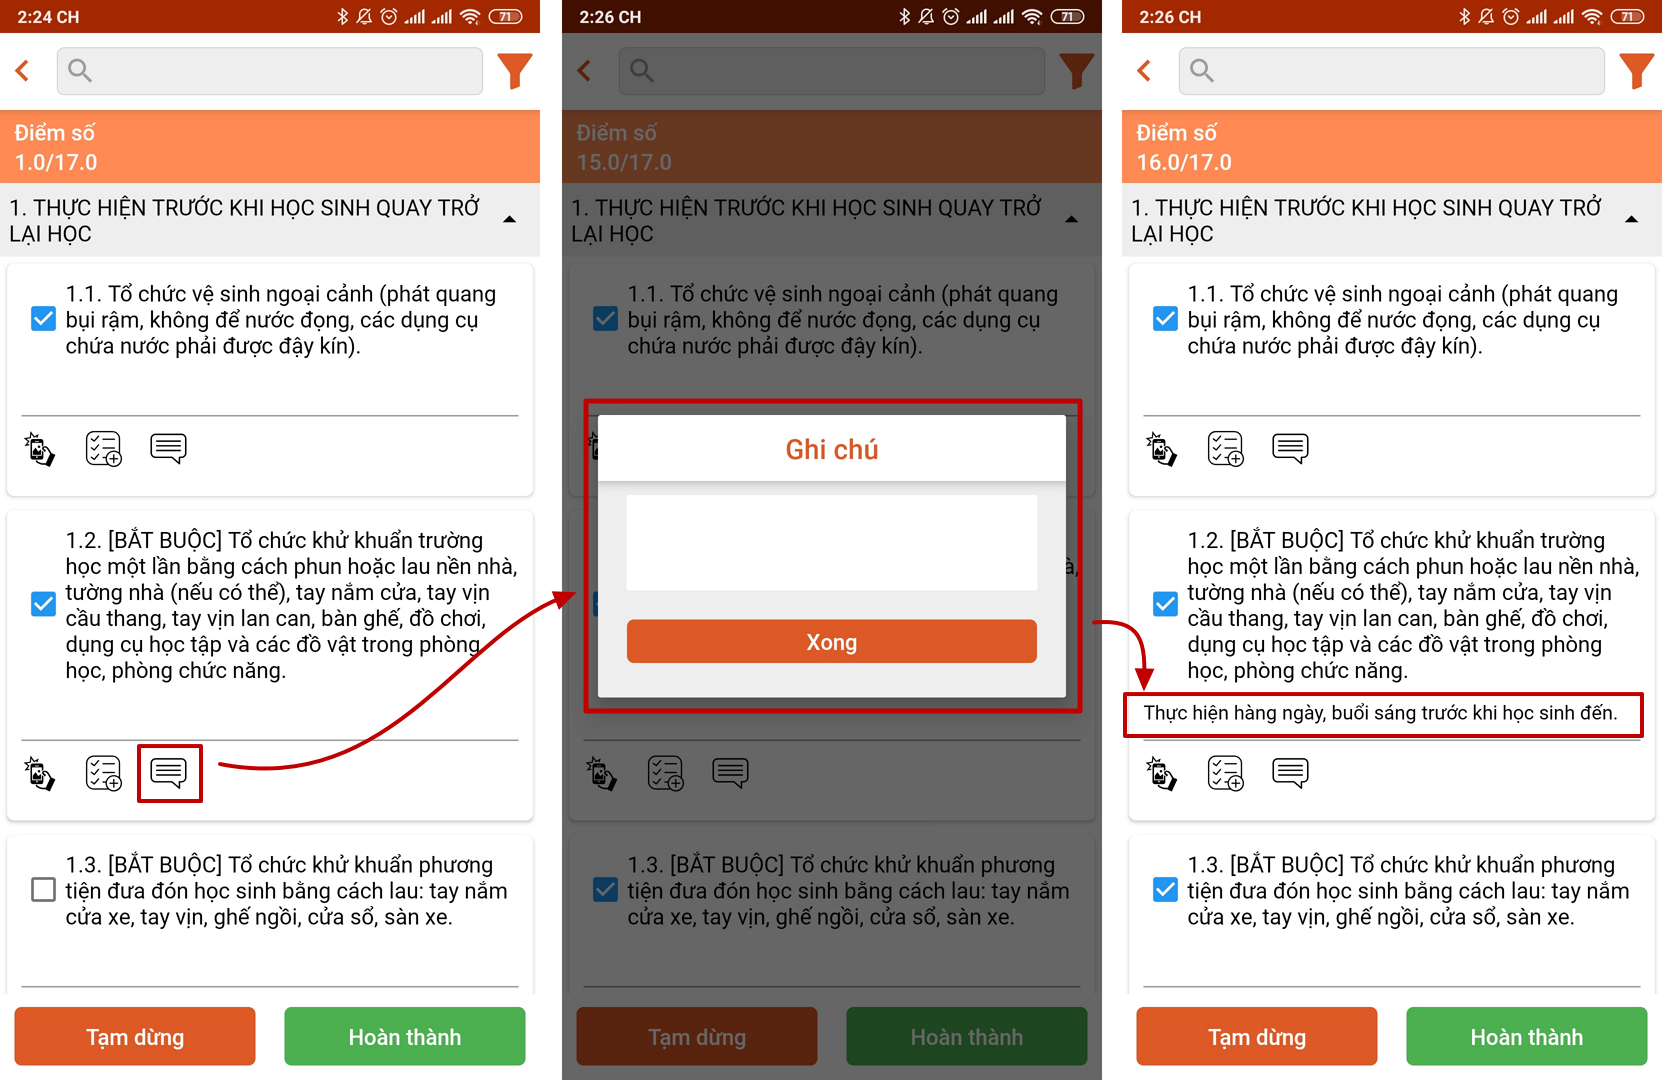 2:24 CH
71
Điểm số
1.0/17.0
1. THỰC HIỆN TRƯỚC KHI HỌC SINH QUAY TRỞ
LẠI HỌC
1.1. Tổ chức vệ sinh ngoại cảnh (phát quang
bụi rậm, không để nước đọng, các dụng cụ
chứa nước phải được đậy kín).
1.2. [BẮT BUỘC] Tổ chức khử khuẩn trường
học một lần bằng cách phun hoặc lau nền nhà,
tường nhà (nếu có thể), tay nắm cửa, tay vịn
cầu thang, tay vịn lan can, bàn ghế, đồ chơi,
dụng cụ học tập và các đồ vật trong phòng
học, phòng chức năng.
1.3. [BẮT BUỘC] Tổ chức khử khuẩn phương
tiện đưa đón học sinh bằng cách lau: tay nắm
cửa xe, tay vịn, ghế ngồi, cửa sổ, sàn xe.
Tạm dừng
Hoàn thành
2:26 CH
71
Điểm số
15.0/17.0
1. THỰC HIỆN TRƯỚC KHI HỌC SINH QUAY TRỞ
LẠI HỌC
1.1. Tổ chức vệ sinh ngoại cảnh (phát quang
bụi rậm, không để nước đọng, các dụng cụ
chứa nước phải được đậy kín).
Ghi chú
nhà,
Xong
1.3. [BẮT BUỘC] Tổ chức khử khuẩn phương
tiện đưa đón học sinh bằng cách lau: tay nắm
cửa xe, tay vịn, ghế ngồi, cửa sổ, sàn xe.
Tạm dừng
Hoàn thành
2:26 CH
71
Điểm số
16.0/17.0
1. THỰC HIỆN TRƯỚC KHI HỌC SINH QUAY TRỞ
LẠI HỌC
1.1. Tổ chức vệ sinh ngoại cảnh (phát quang
bụi rậm, không để nước đọng, các dụng cụ
chứa nước phải được đậy kín).
1.2. [BẮT BUỘC] Tổ chức khử khuẩn trường
học một lần bằng cách phun hoặc lau nền nhà,
tường nhà (nếu có thể), tay nắm cửa, tay vịn
cầu thang, tay vịn lan can, bàn ghế, đồ chơi,
dụng cụ học tập và các đồ vật trong phòng
học, phòng chức năng.
Thực hiện hàng ngày, buổi sáng trước khi học sinh đến.
1.3. [BẮT BUỘC] Tổ chức khử khuẩn phương
tiện đưa đón học sinh bằng cách lau: tay nắm
cửa xe, tay vịn, ghế ngồi, cửa sổ, sàn xe.
Tạm dừng
Hoàn thành